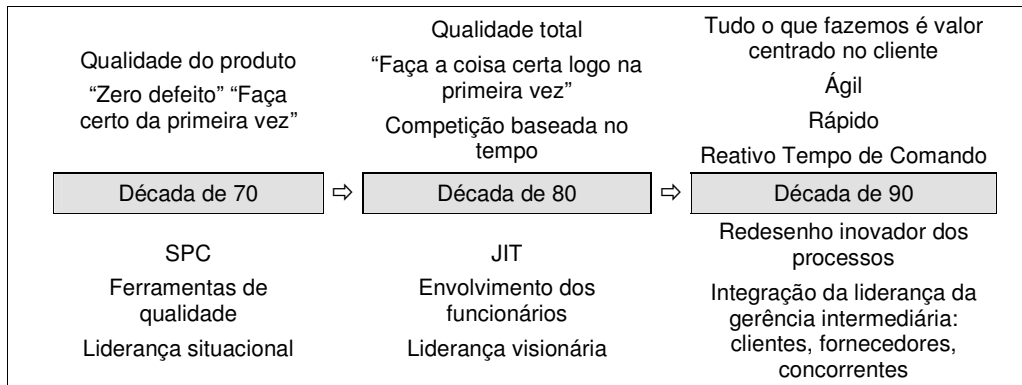 Qualidade do produto
“Zero defeito” “Faça
certo da primeira vez”
Década de 70
SPC
Ferramentas de
qualidade
Liderança situacional
⇨
Qualidade total
“Faça a coisa certa logo na
primeira vez”
Competição baseada no
tempo
Década de 80
JIT
Envolvimento dos
funcionários
Liderança visionária
⇨
Tudo o que fazemos é valor
centrado no cliente
Ágil
Rápido
Reativo Tempo de Comando
Década de 90
Redesenho inovador dos
processos
Integração da liderança da
gerência intermediária:
clientes, fornecedores,
concorrentes